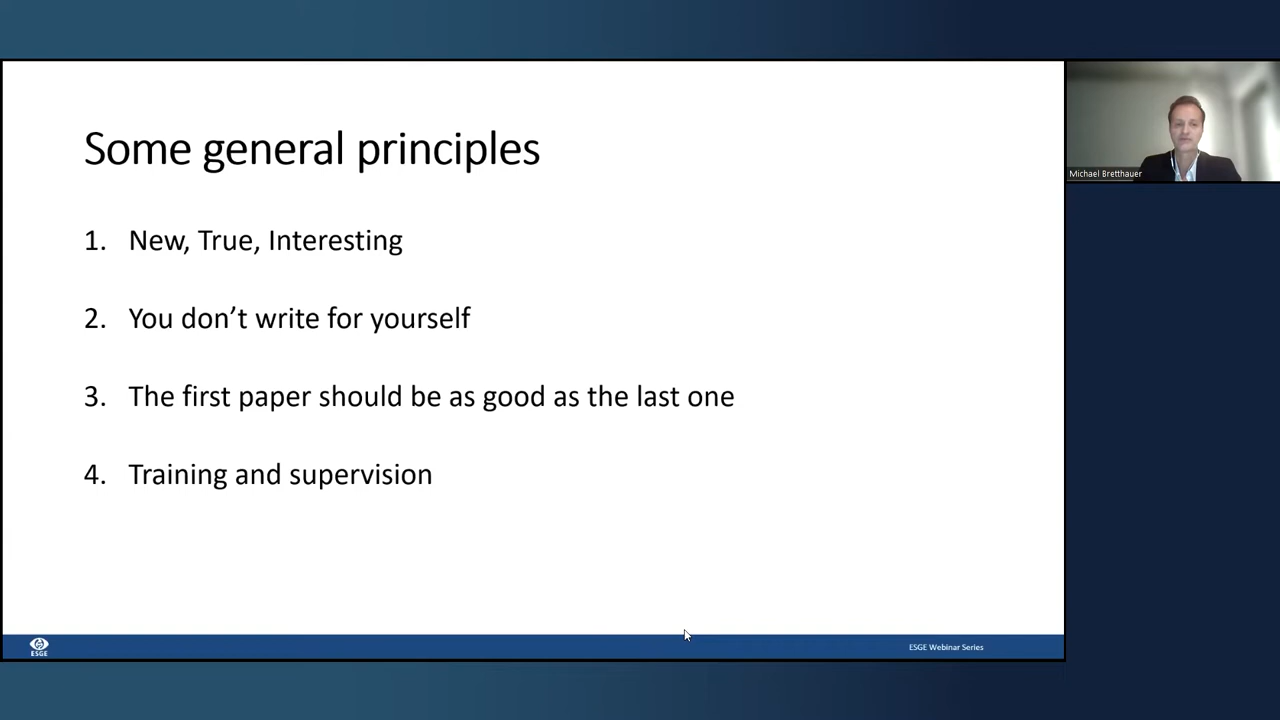 Some general principles
1. New, True, Interesting
2. You don’t write for yourself
3. The first paper should be as good as the last one
4. Training and supervision
Michael Bretthauer
ESGE
ESGE Webinar Series